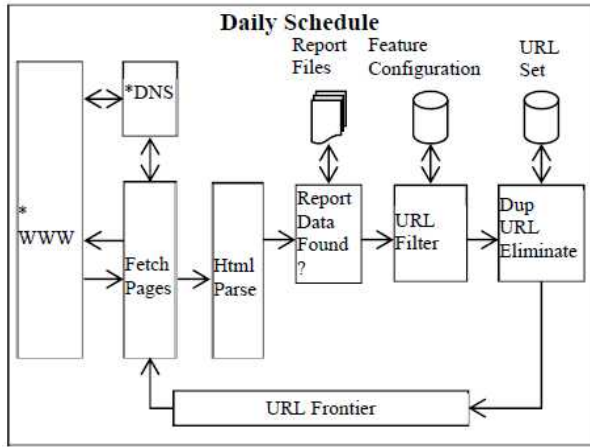 Daily Schedule
Report
Files
Feature
Configuration
URL
Set
*DNS
*
WWW
Fetch
Pages
Html
Parse
Report
Data
Found
?
URL
Filter
Dup
URL
Eliminate
URL Frontier